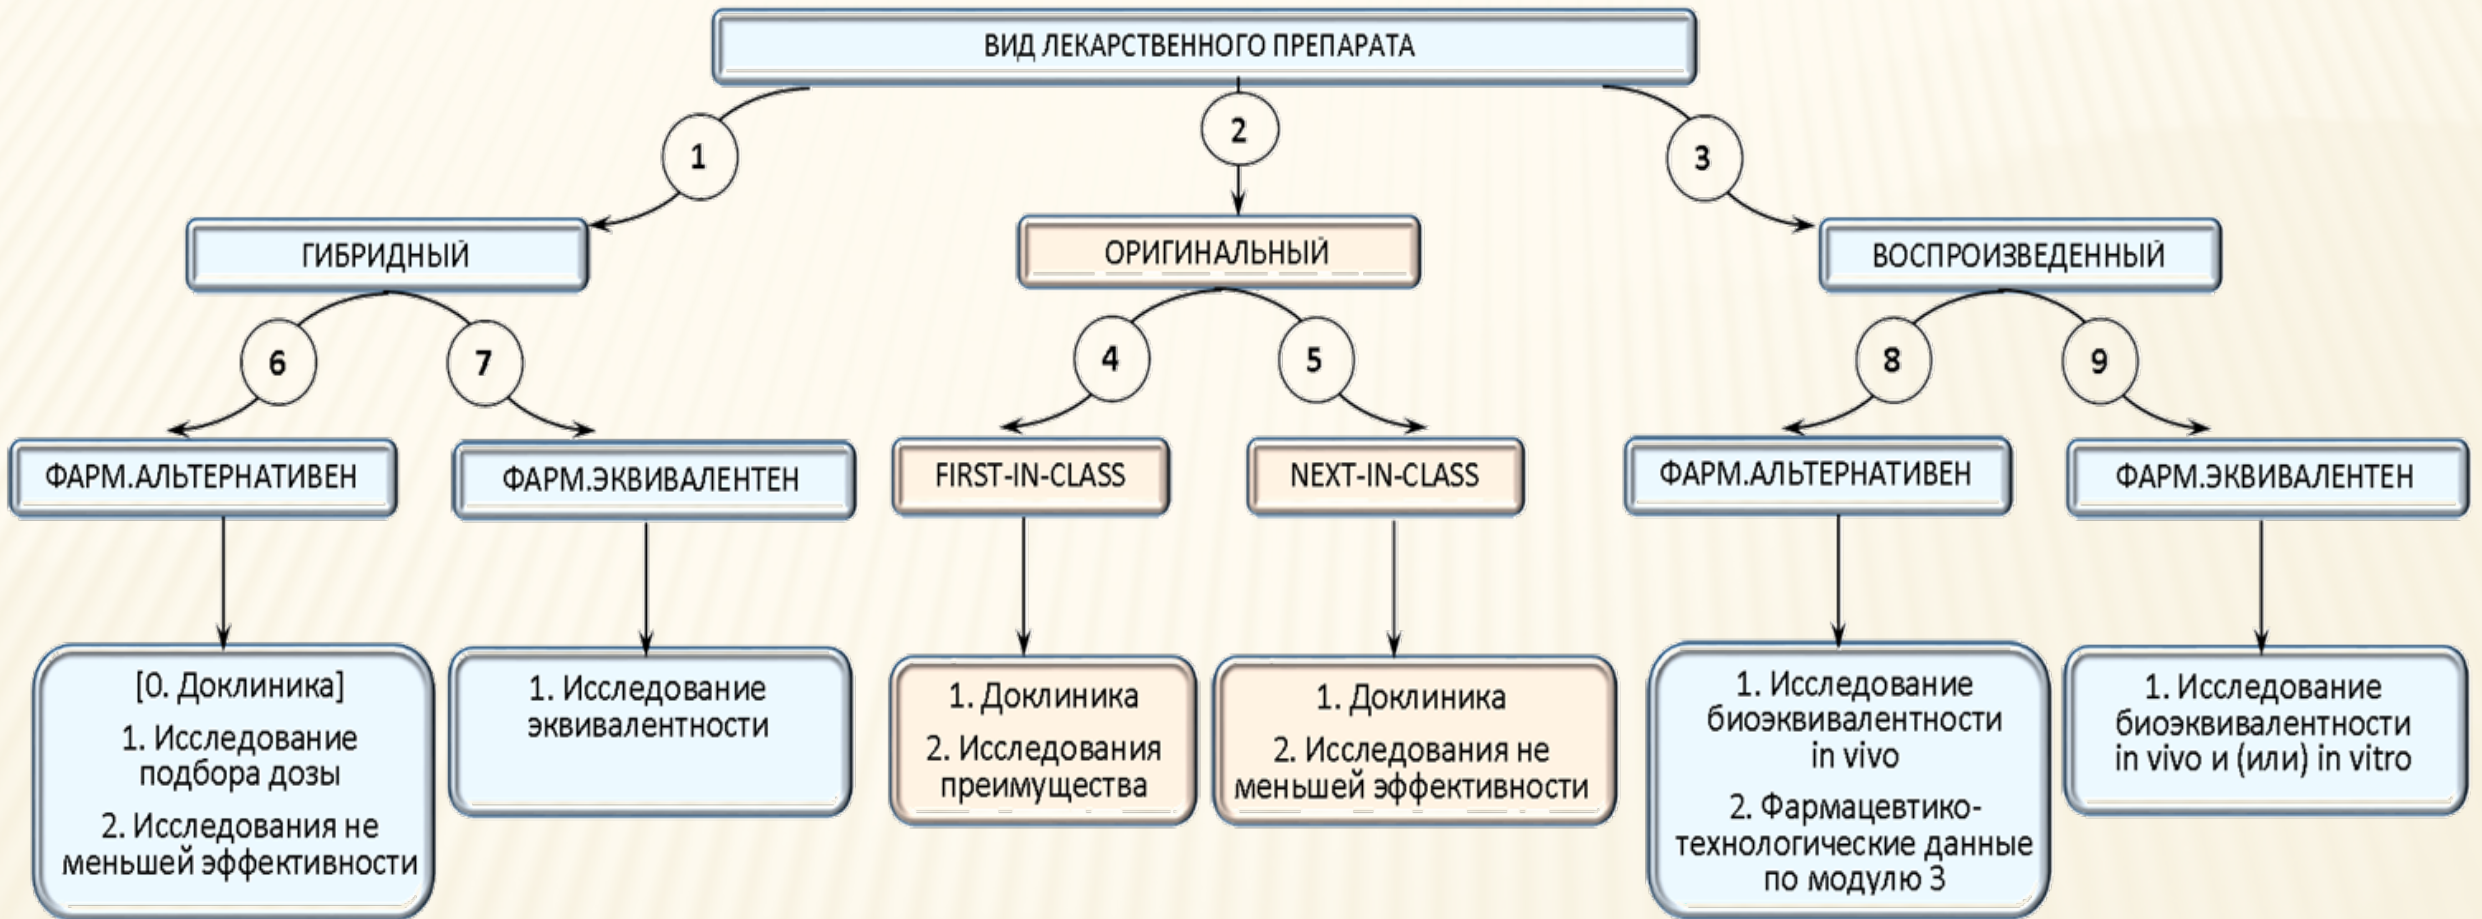 ВИД ЛЕКАРСТВЕННОГО ПРЕПАРАТА
1
2
3
ГИБРИДНЫЙ
ОРИГИНАЛЬНЫЙ
ВОСПРОИЗВЕДЕННЫЙ
6
7
4
5
8
9
ФАРМ.АЛЬТЕРНАТИВЕН
ФАРМ.ЭКВИВАЛЕНТЕН
FIRST-IN-CLASS
NEXT-IN-CLASS
ФАРМ.АЛЬТЕРНАТИВЕН
ФАРМ.ЭКВИВАЛЕНТЕН
[0. Доклиника]
1. Исследование
подбора дозы
2. Исследования не
меньшей эффективности
1. Исследование
эквивалентности
1. Доклиника
2. Исследования
преимущества
1. Доклиника
2. Исследования не
меньшей эффективности
1. Исследование
биоэквивалентности
in vivo
2. Фармацевтико-
технологические данные
по модулю 3
1. Исследование
биоэквивалентности
in vivo и (или) in vitro